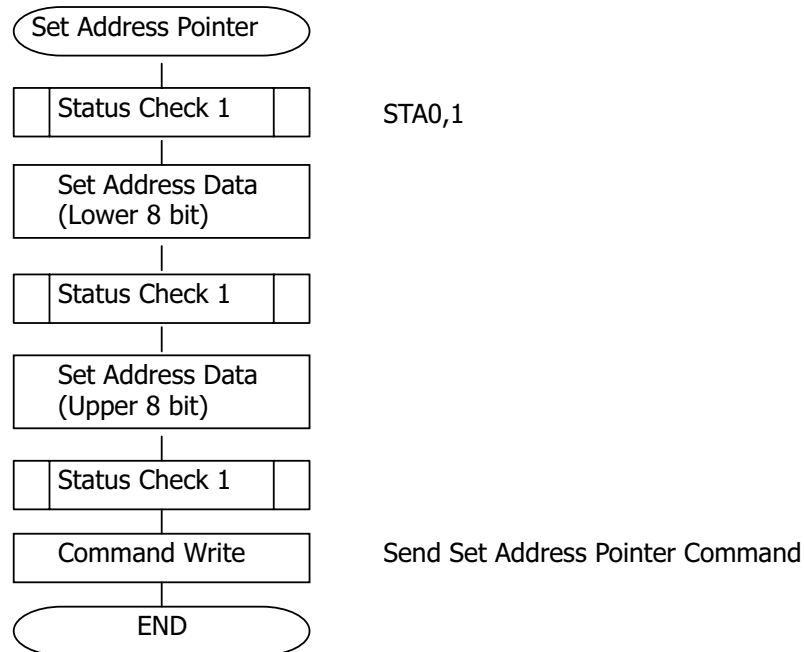 Set Address Pointer
Status Check 1
STA0,1
Set Address Data
(Lower 8 bit)
Status Check 1
Set Address Data
(Upper 8 bit)
Status Check 1
Command Write
Send Set Address Pointer Command
END